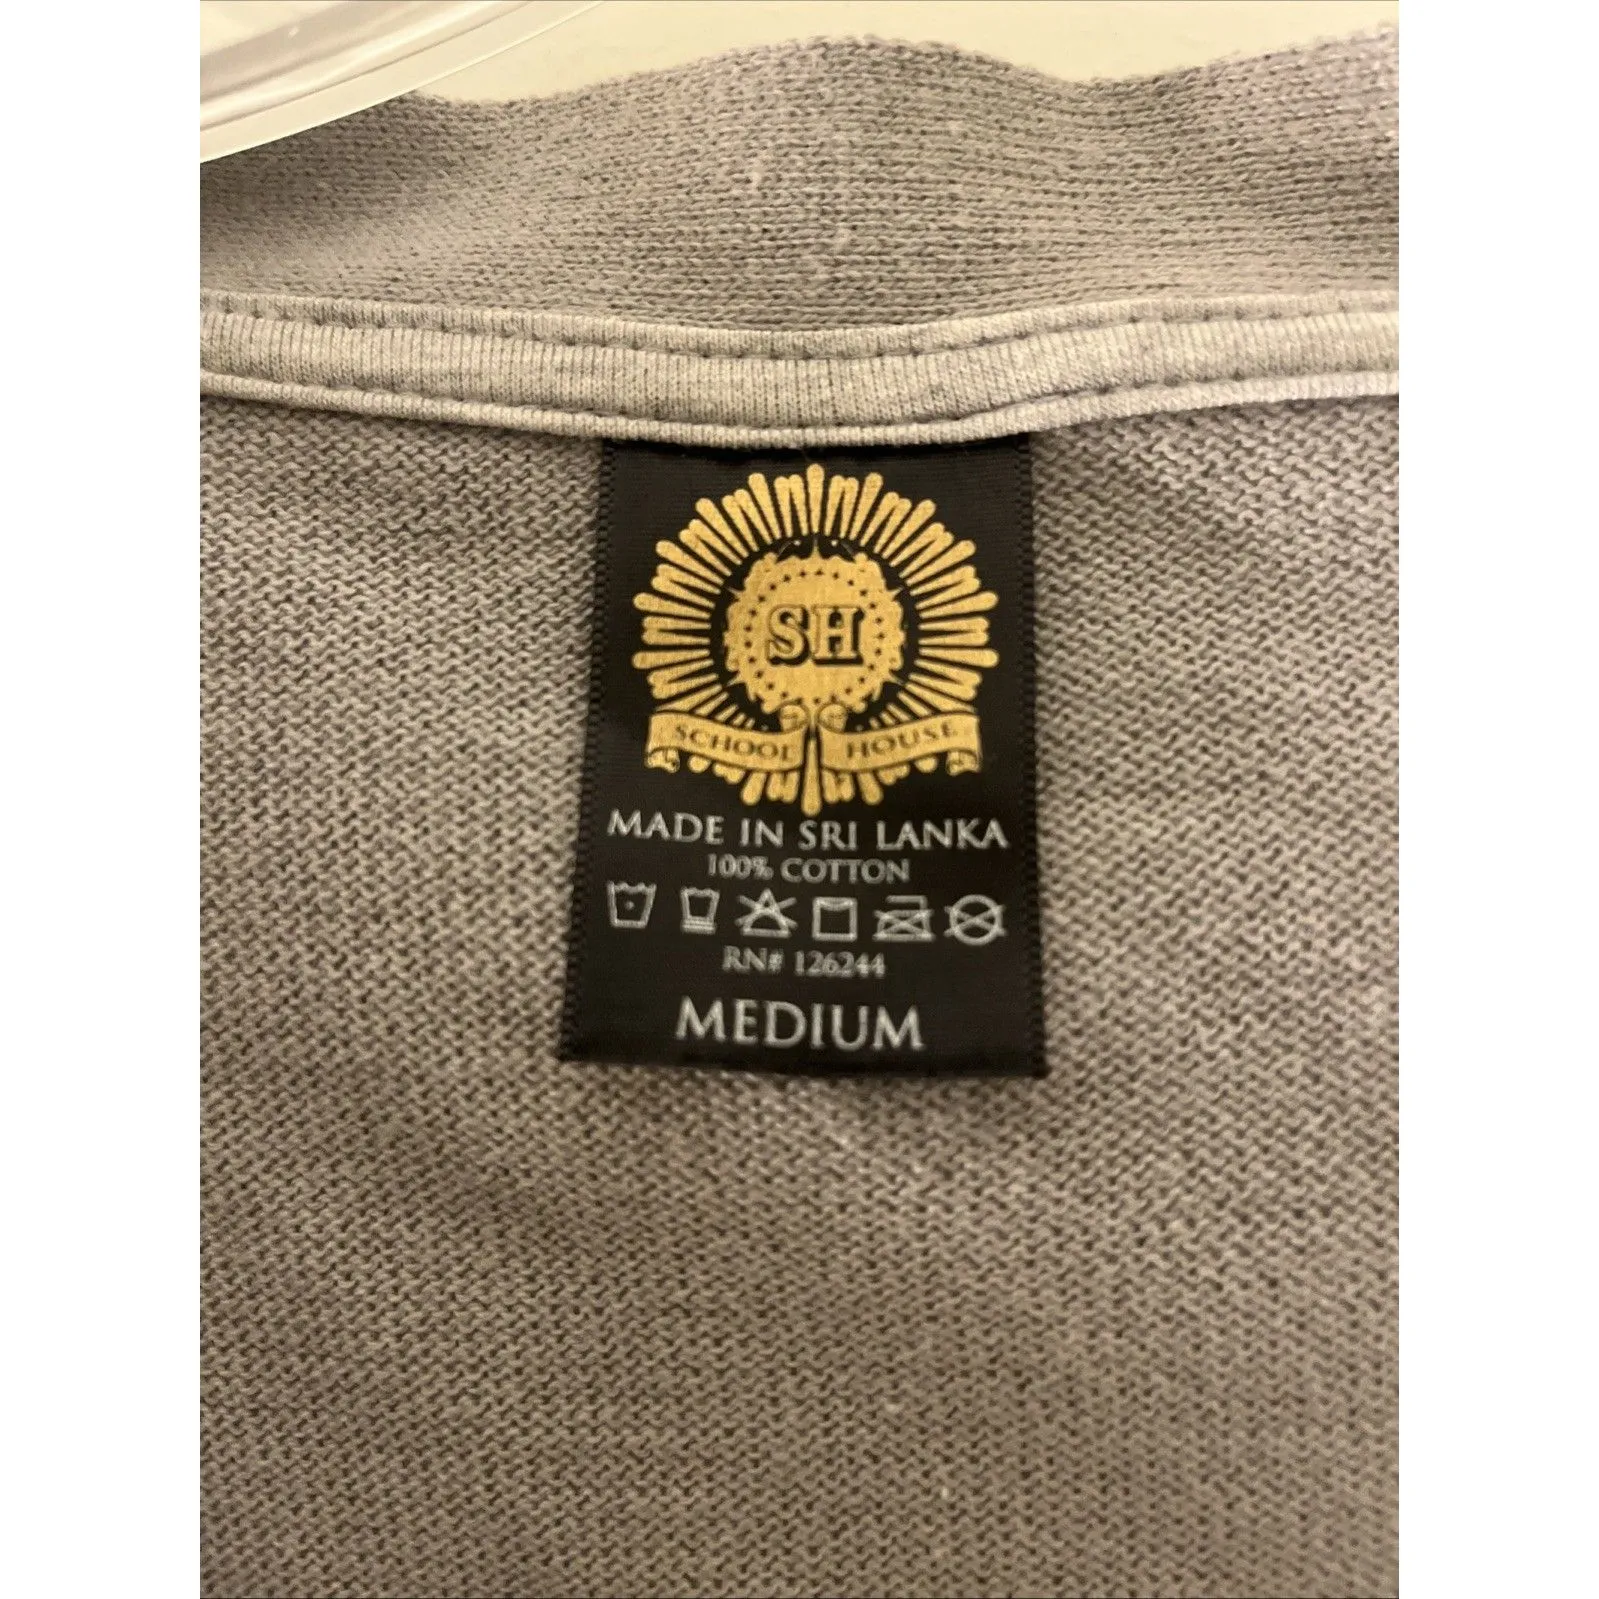 SH
SCHOOL HOUSE
MADE IN SRI LANKA
100% COTTON
RN# 126244
MEDIUM